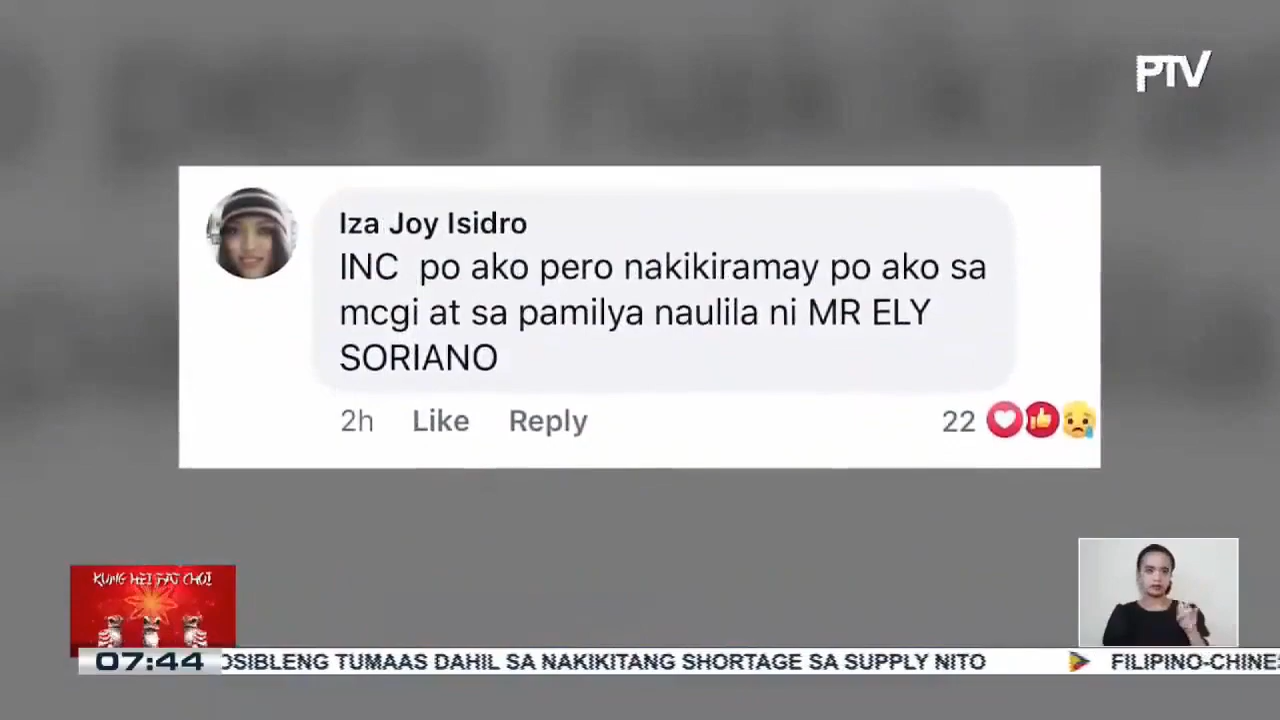 PTV
Iza Joy Isidro
INC po ako pero nakikiramay po ako sa
mcgi at sa pamilya naulila ni MR ELY
SORIANO
2h Like Reply 22
KUNG HEI FAT CHOI
07:44 OSIBLENG TUMAAS DAHIL SA NAKIKITANG SHORTAGE SA SUPPLY NITO FILIPINO-CHINES